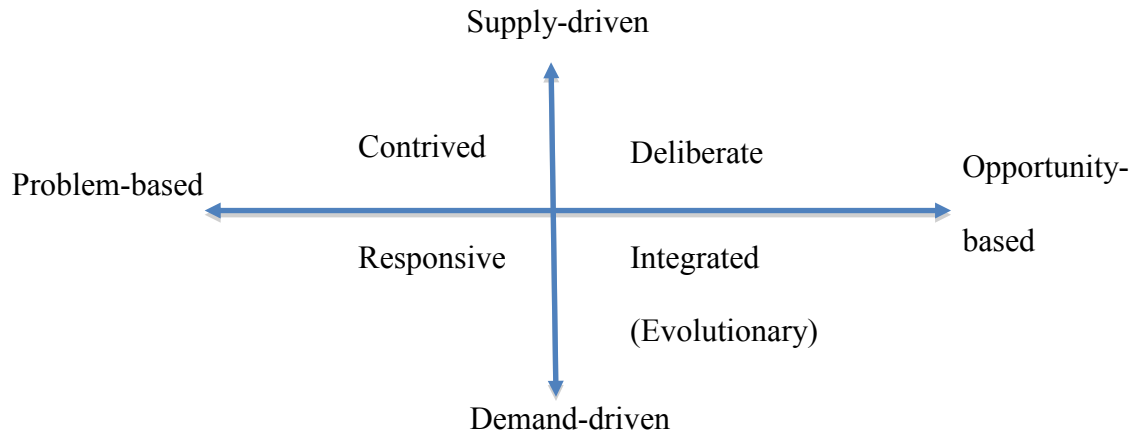 Supply-driven
Contrived
Deliberate
Problem-based
Opportunity-
based
Responsive
Integrated
(Evolutionary)
Demand-driven